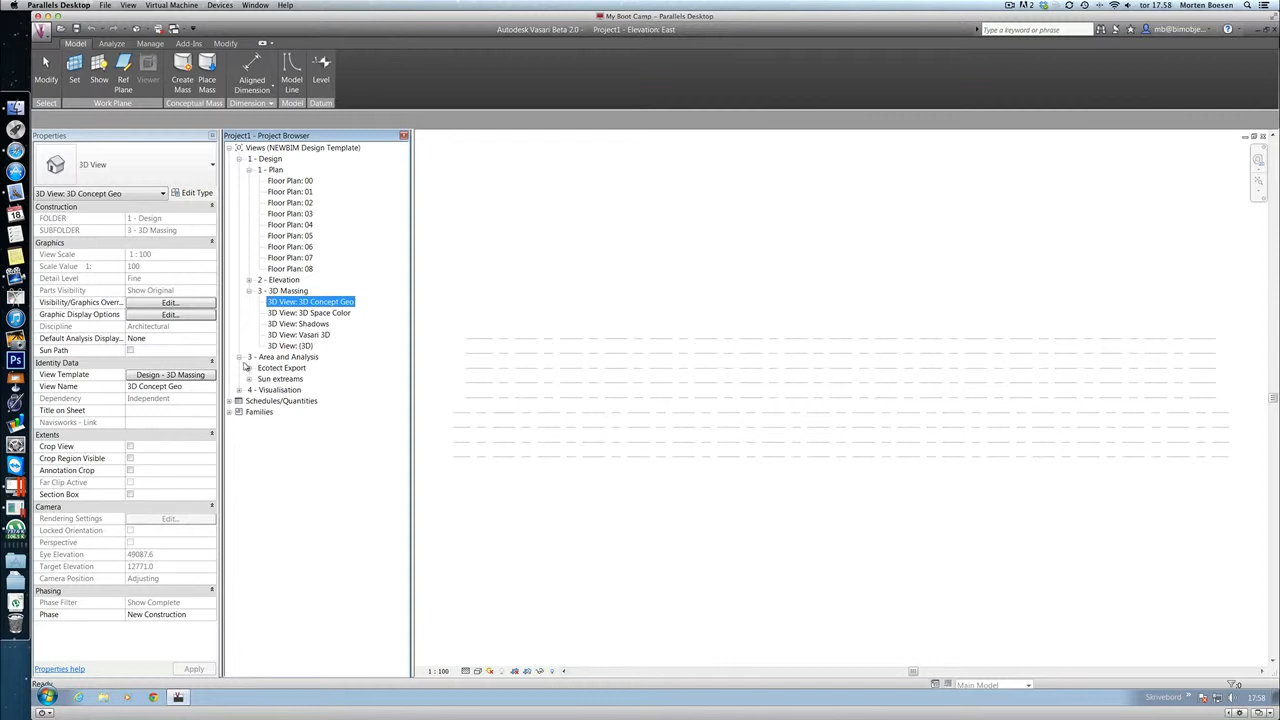 Parallels Desktop File View Virtual Machine Devices Window Help
2 tor 17.58 Morten Boesen
My Boot Camp – Parallels Desktop
Autodesk Vasari Beta 2.0 - Project1 - Elevation: East
Type a keyword or phrase
mb@bimobje...
Model Analyze Manage Add-Ins Modify
Modify
Set
Show
Ref Plane
Viewer
Create Mass
Place Mass
Aligned Dimension
Model Line
Level
Select Work Plane Conceptual Mass Dimension Model Datum
Properties
3D View
3D View: 3D Concept Geo
Edit Type
Construction
FOLDER 1 - Design
SUBFOLDER 3 - 3D Massing
Graphics
View Scale 1 : 100
Scale Value 1: 100
Detail Level Fine
Parts Visibility Show Original
Visibility/Graphics Overr... Edit...
Graphic Display Options Edit...
Discipline Architectural
Default Analysis Display... None
Sun Path
Identity Data
View Template Design - 3D Massing
View Name 3D Concept Geo
Dependency Independent
Title on Sheet
Navisworks - Link
Extents
Crop View
Crop Region Visible
Annotation Crop
Far Clip Active
Section Box
Camera
Rendering Settings Edit...
Locked Orientation
Perspective
Eye Elevation 49087.6
Target Elevation 12771.0
Camera Position Adjusting
Phasing
Phase Filter Show Complete
Phase New Construction
Properties help
Apply
Project1 - Project Browser
Views (NEWBIM Design Template)
1 - Design
1 - Plan
Floor Plan: 00
Floor Plan: 01
Floor Plan: 02
Floor Plan: 03
Floor Plan: 04
Floor Plan: 05
Floor Plan: 06
Floor Plan: 07
Floor Plan: 08
2 - Elevation
3 - 3D Massing
3D View: 3D Concept Geo
3D View: 3D Space Color
3D View: Shadows
3D View: Vasari 3D
3D View: {3D}
3 - Area and Analysis
Ecotect Export
Sun extreams
4 - Visualisation
Schedules/Quantities
Families
1 : 100
Ready
Main Model
:0
Skrivebord
17:58
18
Ps